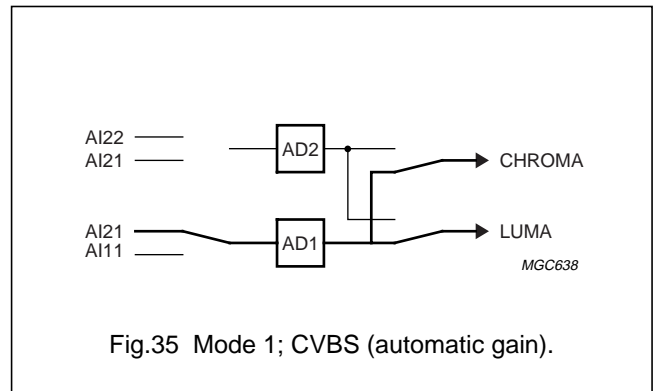 AI22
AI21
AD2
CHROMA
AI21
AI11
AD1
LUMA
MGC638
Fig.35 Mode 1; CVBS (automatic gain).